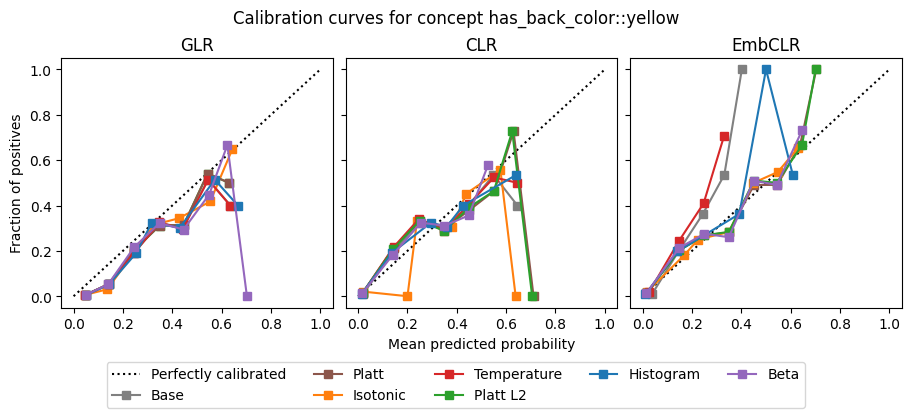 Calibration curves for concept has_back_color::yellow
GLR
CLR
EmbCLR
Fraction of positives
1.0
0.8
0.6
0.4
0.2
0.0
0.0 0.2 0.4 0.6 0.8 1.0
0.0 0.2 0.4 0.6 0.8 1.0
0.0 0.2 0.4 0.6 0.8 1.0
Mean predicted probability
Perfectly calibrated Platt Temperature Histogram Beta
Base Isotonic Platt L2